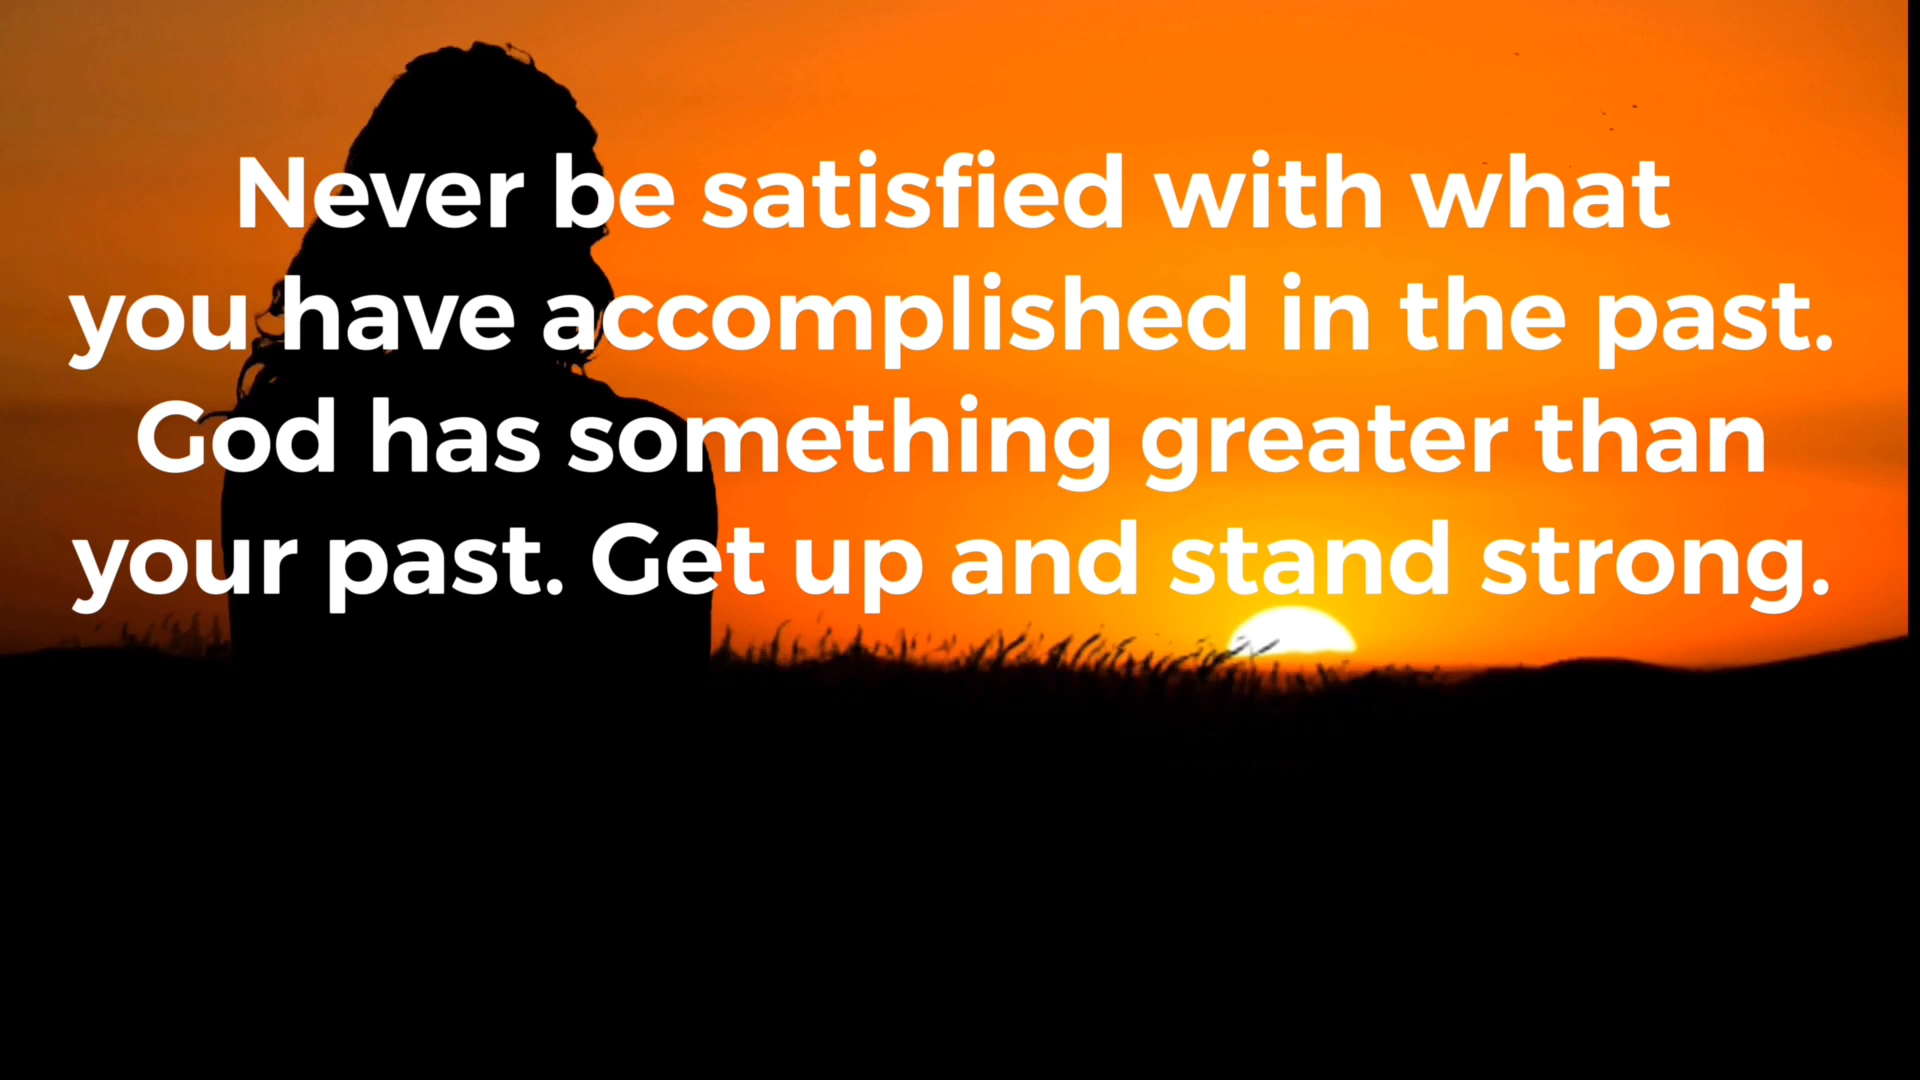 Never be satisfied with what
you have accomplished in the past.
God has something greater than
your past. Get up and stand strong.